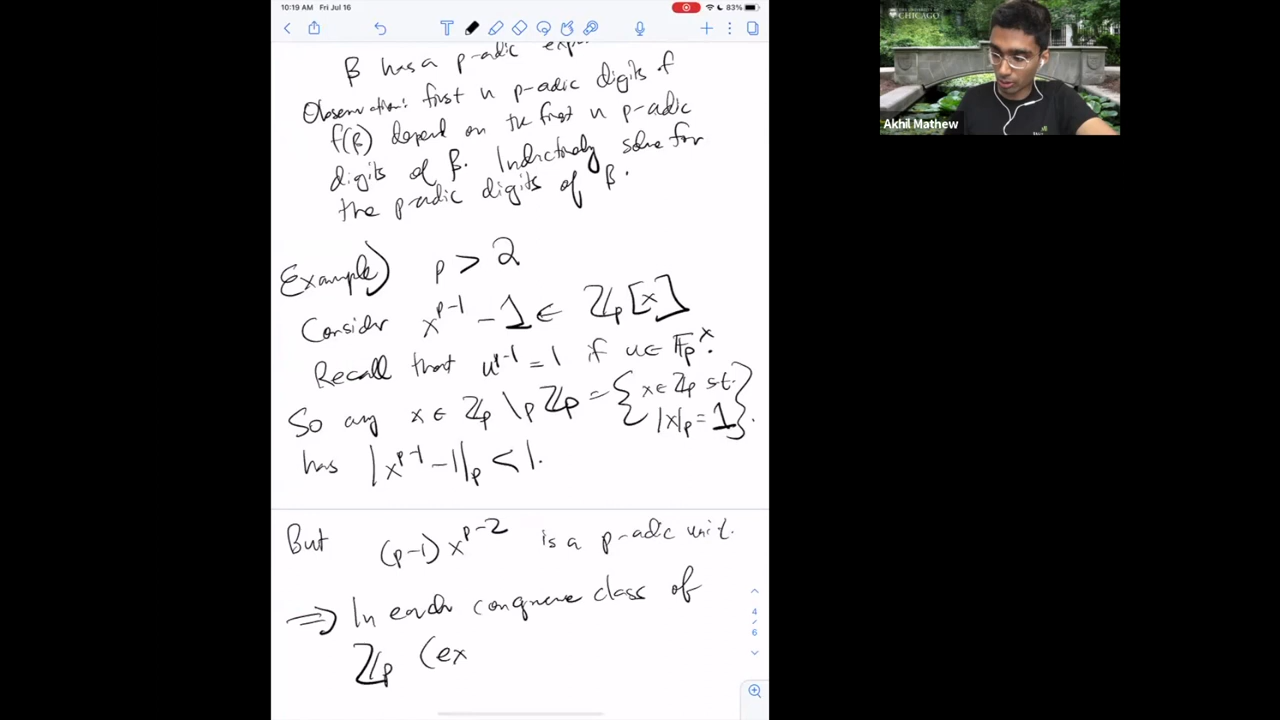 10:19 AM Fri Jul 16
83%
T
β has a p-adic
Observation: first n p-adic digits of
f(β) depend on the first n p-adic
digits of β. Inductively solve for
the p-adic digits of β.
Example) p > 2
Consider x^{p-1} - 1 ∈ ℤ_p[x]
Recall that u^{p-1} = 1 if u ∈ 𝔽_p^×.
So any x ∈ ℤ_p \ pℤ_p = { x ∈ ℤ_p s.t.
|x|_p = 1 }.
has |x^{p-1} - 1|_p < 1.
But (p-1) x^{p-2} is a p-adic unit.
⟹ In each congruence class of
ℤ_p (ex
4
/
6
CHICAGO
Akhil Mathew